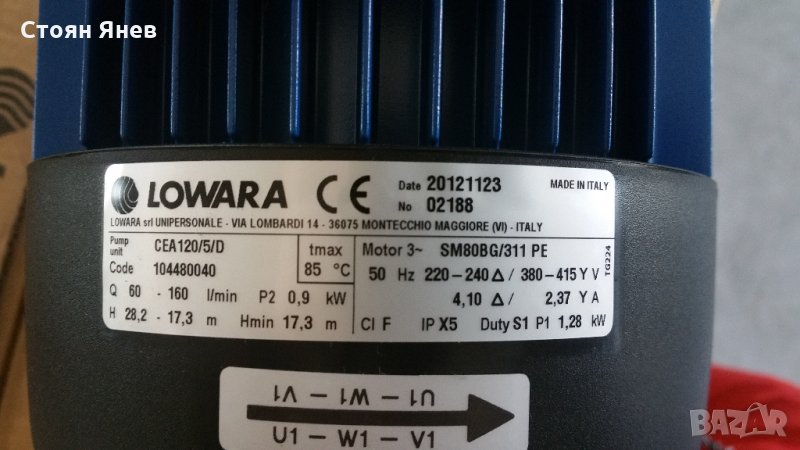 Стоян Янев
LOWARA CE Date 20121123 MADE IN ITALY
No 02188
LOWARA srl UNIPERSONALE - VIA LOMBARDI 14 - 36075 MONTECCHIO MAGGIORE (VI) - ITALY
Pump unit CEA120/5/D tmax Motor 3~ SM80BG/311 PE
Code 104480040 85 °C 50 Hz 220-240 Δ / 380-415 Y V
Q 60 - 160 l/min P2 0,9 kW 4,10 Δ / 2,37 Y A
H 28,2 - 17,3 m Hmin 17,3 m Cl F IP X5 Duty S1 P1 1,28 kW
TG224
U1 - W1 - V1
U1 - W1 - V1
BAZAR